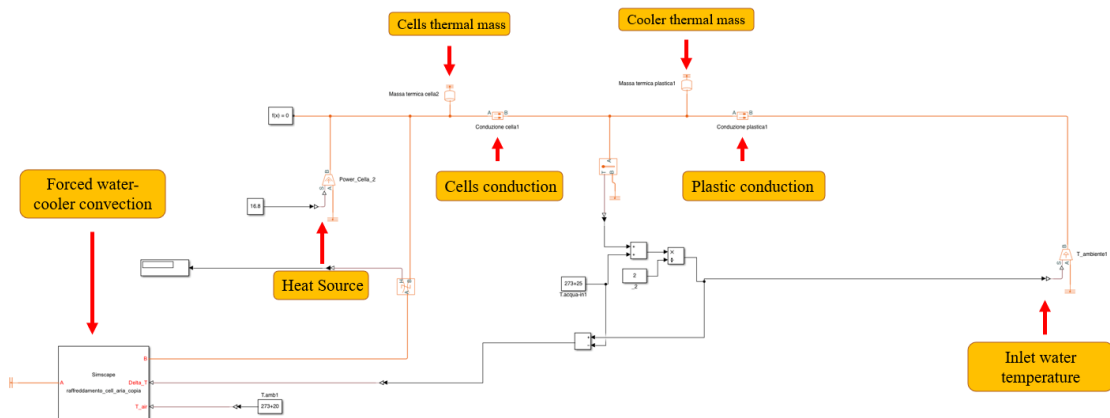 Cells thermal mass
Cooler thermal mass
Massa termica cella2
Massa termica plastica1
f(x) = 0
A
B
Conduzione cella1
A
B
Conduzione plastica1
Forced water-
cooler convection
Power_Cella_2
Cells conduction
Plastic conduction
16.8
Heat Source
T_ambiente1
273+25
T.acqua-in1
2
_2
Inlet water
temperature
Simscape
raffreddamento_cell_aria_copia
A
B
Delta_T
T_air
T.amb1
273+20